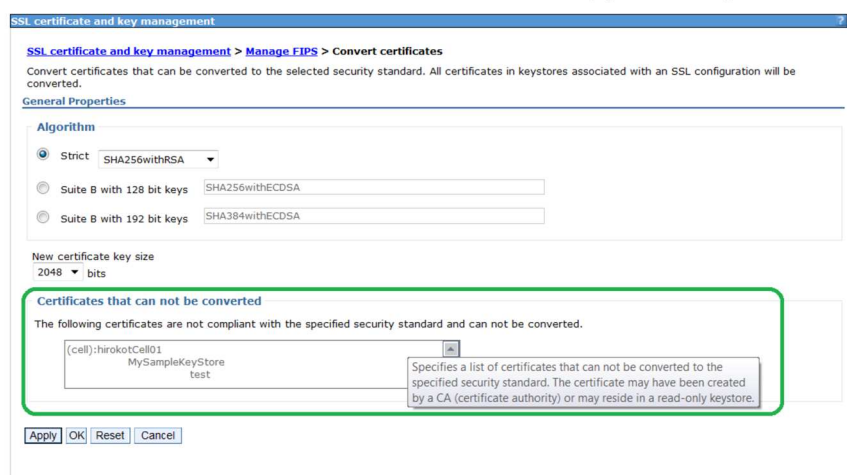 SSL certificate and key management ?
SSL certificate and key management > Manage FIPS > Convert certificates
Convert certificates that can be converted to the selected security standard. All certificates in keystores associated with an SSL configuration will be
converted.
General Properties
Algorithm
Strict SHA256withRSA
Suite B with 128 bit keys SHA256withECDSA
Suite B with 192 bit keys SHA384withECDSA
New certificate key size
2048 bits
Certificates that can not be converted
The following certificates are not compliant with the specified security standard and can not be converted.
(cell):hirokotCell01
MySampleKeyStore
test
Specifies a list of certificates that can not be converted to the
specified security standard. The certificate may have been created
by a CA (certificate authority) or may reside in a read-only keystore.
Apply OK Reset Cancel